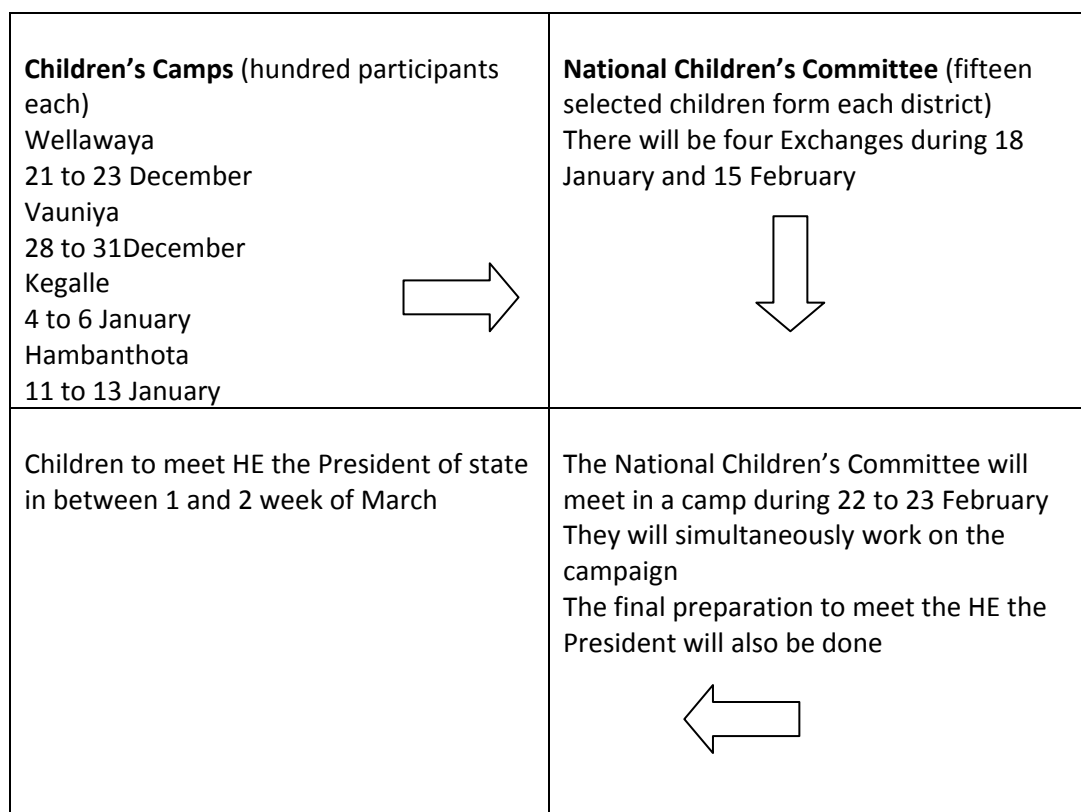 Children’s Camps (hundred participants
each)
Wellawaya
21 to 23 December
Vauniya
28 to 31December
Kegalle
4 to 6 January
Hambanthota
11 to 13 January
National Children’s Committee (fifteen
selected children form each district)
There will be four Exchanges during 18
January and 15 February
Children to meet HE the President of state
in between 1 and 2 week of March
The National Children’s Committee will
meet in a camp during 22 to 23 February
They will simultaneously work on the
campaign
The final preparation to meet the HE the
President will also be done